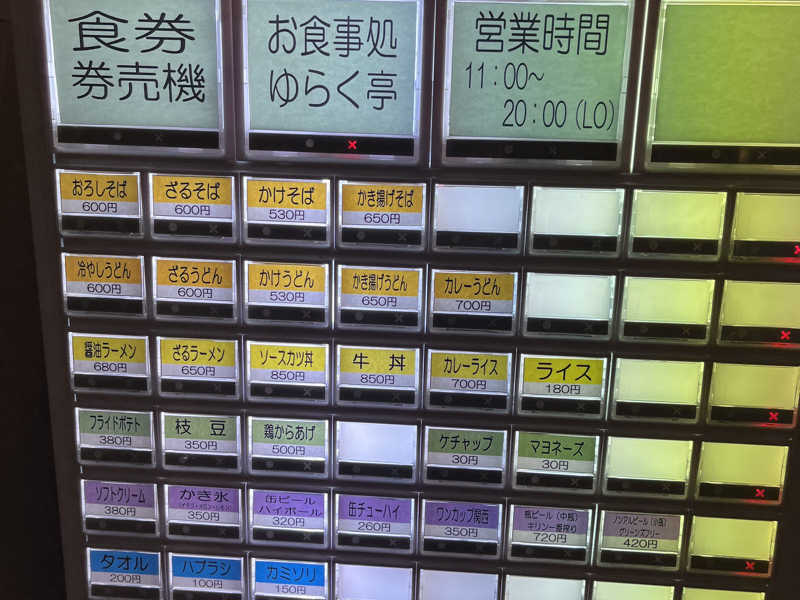 食券
券売機
お食事処
ゆらく亭
営業時間
11:00～
20:00(LO)
おろしそば
600円
ざるそば
600円
かけそば
530円
かき揚げそば
650円
冷やしうどん
600円
ざるうどん
600円
かけうどん
530円
かき揚げうどん
650円
カレーうどん
700円
醤油ラーメン
680円
ざるラーメン
650円
ソースカツ丼
850円
牛丼
850円
カレーライス
700円
ライス
180円
フライドポテト
380円
枝豆
350円
鶏からあげ
500円
ケチャップ
30円
マヨネーズ
30円
ソフトクリーム
380円
かき氷
350円
缶ビール
ハイボール
320円
缶チューハイ
260円
ワンカップ関西
350円
瓶ビール(中瓶)
キリン一番搾り
720円
ノンアルビール(小瓶)
グリーンズフリー
420円
タオル
200円
ハブラシ
100円
カミソリ
150円